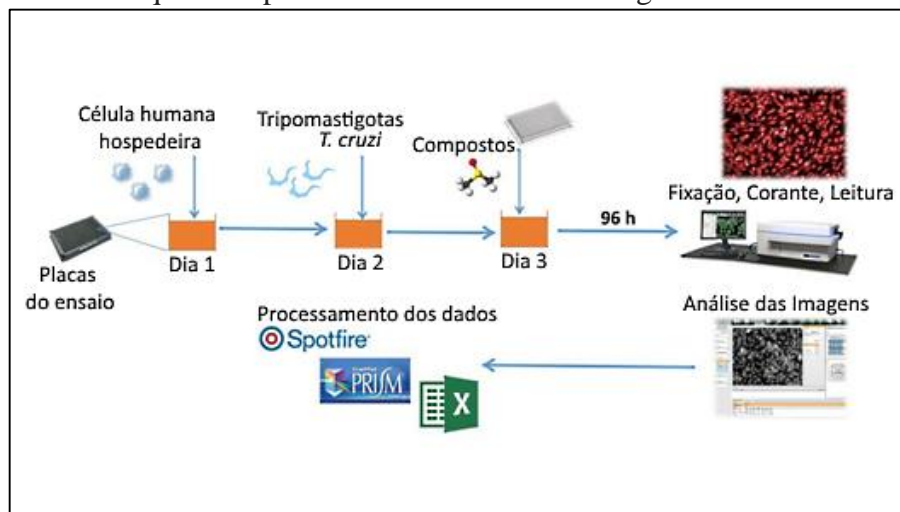 Célula humana
hospedeira
Tripomastigotas
T. cruzi
Compostos
Fixação, Corante, Leitura
96 h
Placas
do ensaio
Dia 1
Dia 2
Dia 3
Processamento dos dados
Spotfire
PRISM
X
Análise das Imagens